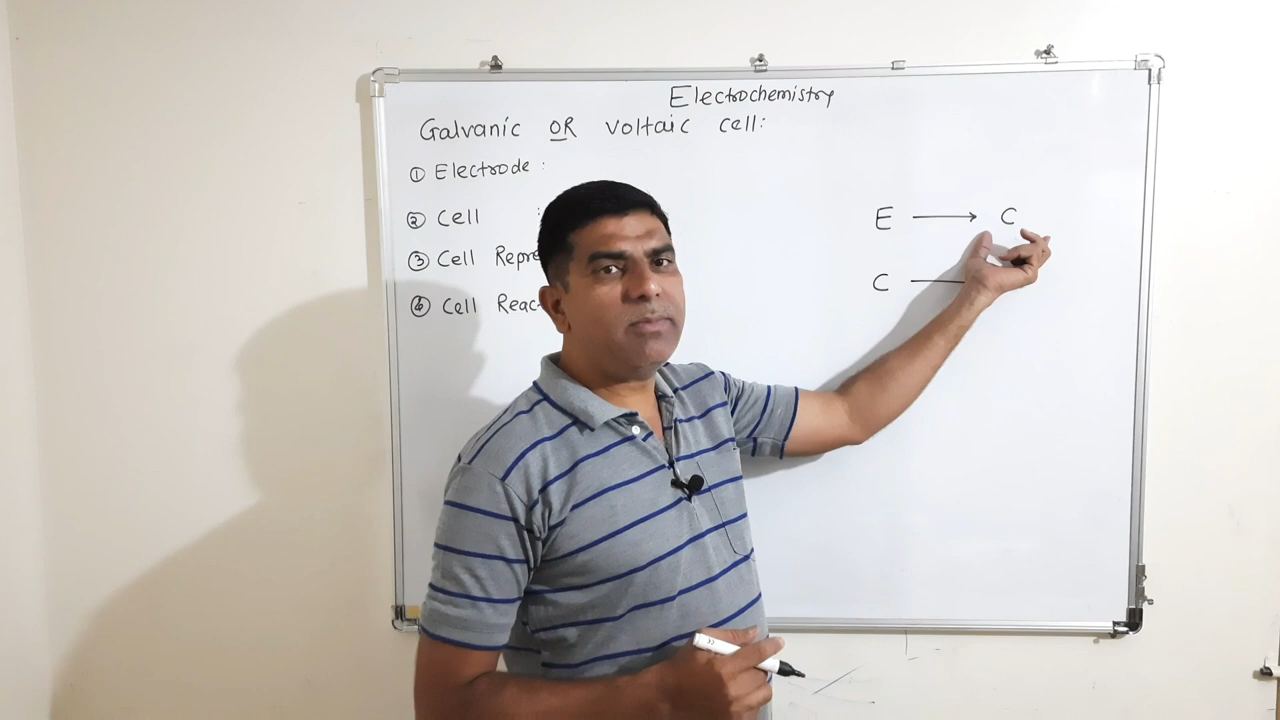 Electrochemistry
Galvanic OR Voltaic cell:
① Electrode :
② Cell :
③ Cell Repre
④ Cell Reac
E ⟶ C
C —